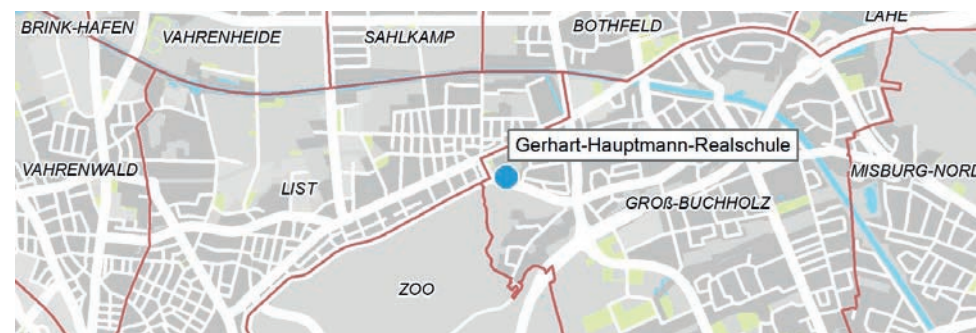 LAHE
BRINK-HAFEN
VAHRENHEIDE
SAHLKAMP
BOTHFELD
Gerhart-Hauptmann-Realschule
VAHRENWALD
LIST
MISBURG-NORD
GROß-BUCHHOLZ
ZOO